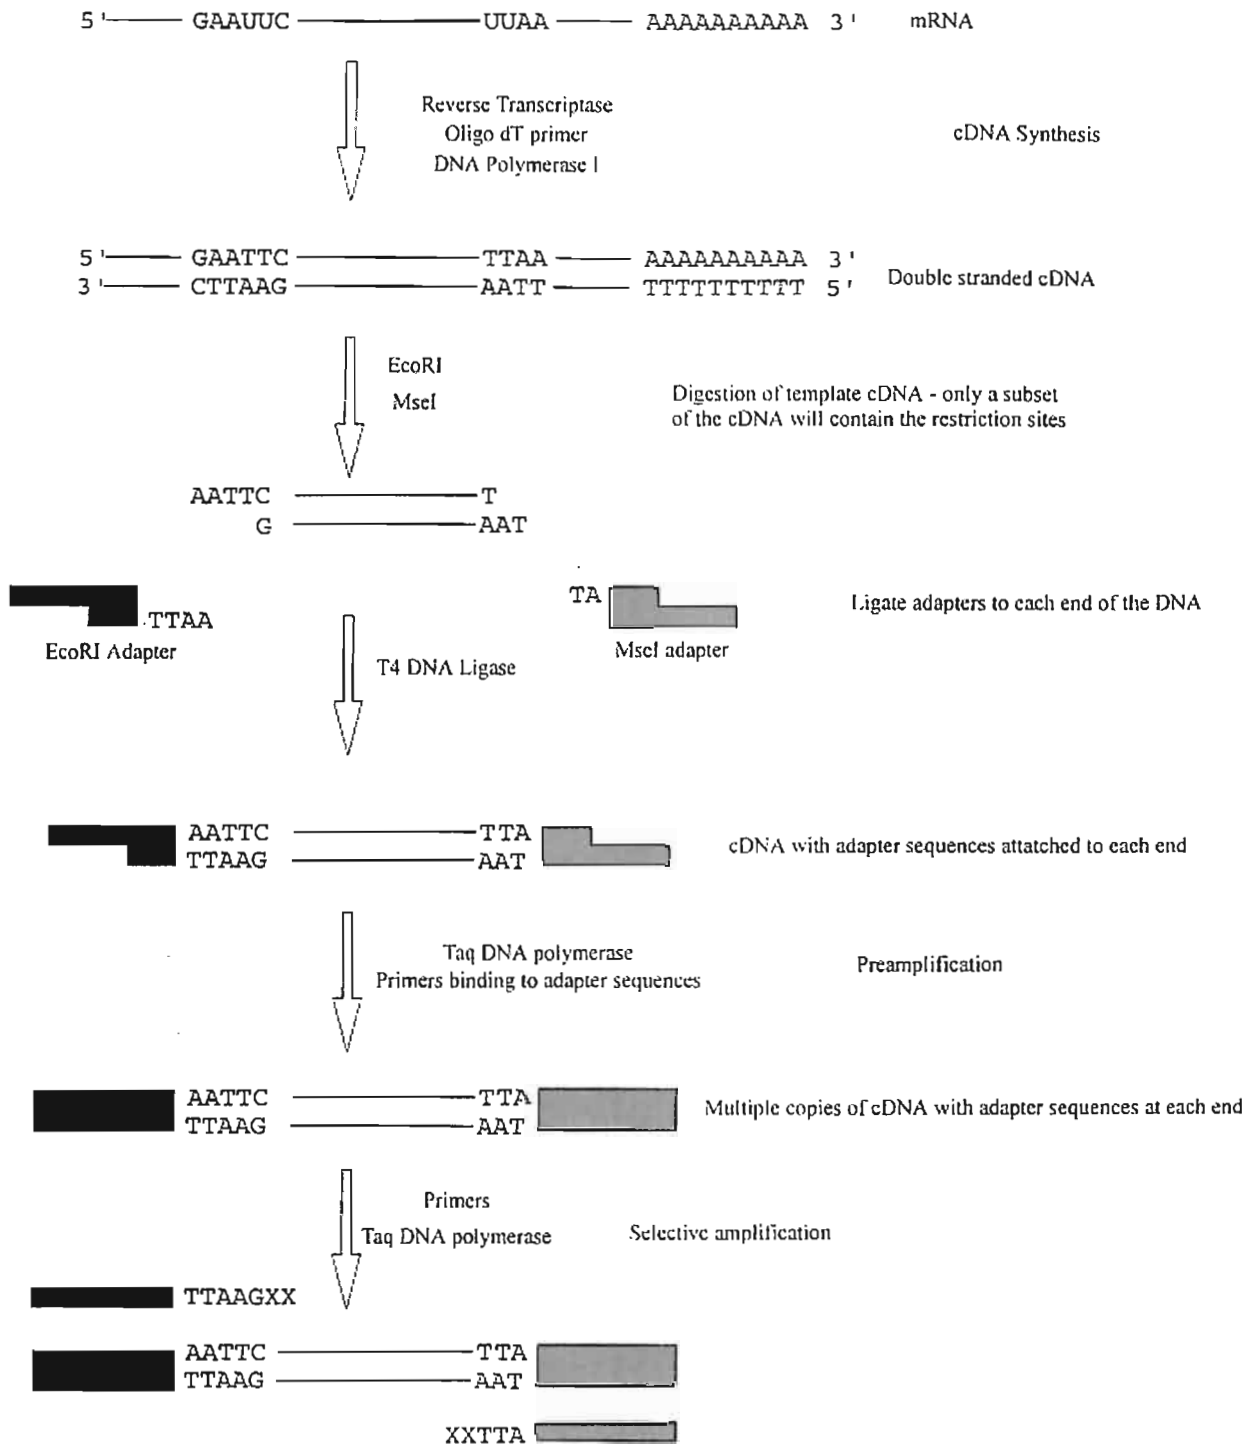 5' GAAUUC UUAA AAAAAAAAAA 3' mRNA
Reverse Transcriptase
Oligo dT primer
DNA Polymerase I
cDNA Synthesis
5' GAATTC TTAA AAAAAAAAAA 3'
3' CTTAAG AATT TTTTTTTTTT 5'
Double stranded cDNA
EcoRI
MseI
Digestion of template cDNA - only a subset
of the cDNA will contain the restriction sites
AATTC T
G AAT
TTAA
EcoRI Adapter
TA
MseI adapter
Ligate adapters to each end of the DNA
T4 DNA Ligase
AATTC TTA
TTAAG AAT
cDNA with adapter sequences attatched to each end
Taq DNA polymerase
Primers binding to adapter sequences
Preamplification
AATTC TTA
TTAAG AAT
Multiple copies of cDNA with adapter sequences at each end
Primers
Taq DNA polymerase
Selective amplification
TTAAGXX
AATTC TTA
TTAAG AAT
XXTTA